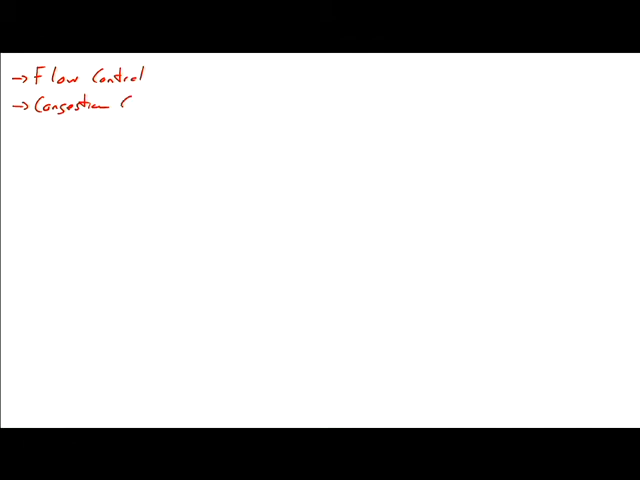 → Flow Control
→ Congestion C